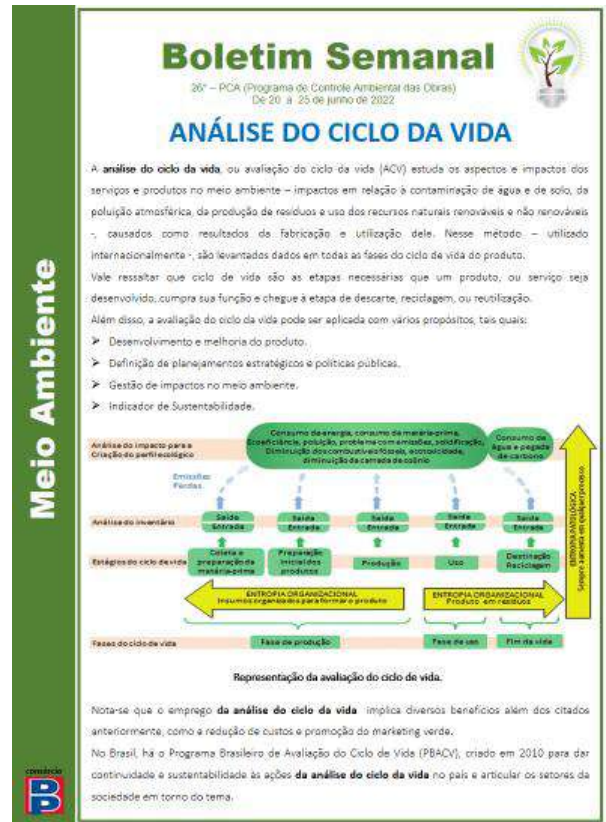 Boletim Semanal
26° – PCA (Programa de Controle Ambiental das Obras)
De 20 a 25 de junho de 2022
ANÁLISE DO CICLO DA VIDA
A análise do ciclo da vida, ou avaliação do ciclo da vida (ACV) estuda os aspectos e impactos dos
serviços e produtos no meio ambiente – impactos em relação à contaminação de água e de solo, da
poluição atmosférica, da produção de resíduos e uso dos recursos naturais renováveis e não renováveis
-, causados como resultados da fabricação e utilização dele. Nesse método – utilizado
internacionalmente -, são levantados dados em todas as fases do ciclo de vida do produto.
Vale ressaltar que ciclo de vida são as etapas necessárias que um produto, ou serviço seja
desenvolvido, cumpra sua função e chegue à etapa de descarte, reciclagem, ou reutilização.
Além disso, a avaliação do ciclo da vida pode ser aplicada com vários propósitos, tais quais:
➢ Desenvolvimento e melhoria do produto.
➢ Definição de planejamentos estratégicos e políticas públicas.
➢ Gestão de impactos no meio ambiente.
➢ Indicador de Sustentabilidade.
Análise do impacto para a
Criação do perfil ecológico
Consumo de energia, consumo de matéria-prima,
Ecoeficiência, poluição, problema com emissões, solidificação,
Diminuição dos combustíveis fósseis, ecotoxicidade,
diminuição da camada de ozônio
Consumo de
água e pegada
de carbono
Emissões
Perdas
Análise do inventário
Saída
Entrada
Saída
Entrada
Saída
Entrada
Saída
Entrada
Saída
Entrada
Estágios do ciclo de vida
Coleta e
preparação da
matéria-prima
Preparação
inicial dos
produtos
Produção
Uso
Destinação
Reciclagem
ENTROPIA ORGANIZACIONAL
Insumos organizados para formar o produto
ENTROPIA ORGANIZACIONAL
Produto em resíduos
ENTROPIA PATOLÓGICA
Sempre aumenta em qualquer processo.
Fases do ciclo de vida
Fase de produção
Fase de uso
Fim da vida
Representação da avaliação do ciclo de vida.
Nota-se que o emprego da análise do ciclo da vida implica diversos benefícios além dos citados
anteriormente, como a redução de custos e promoção do marketing verde.
No Brasil, há o Programa Brasileiro de Avaliação do Ciclo de Vida (PBACV), criado em 2010 para dar
continuidade e sustentabilidade às ações da análise do ciclo da vida no país e articular os setores da
sociedade em torno do tema.
Meio Ambiente
consórcio